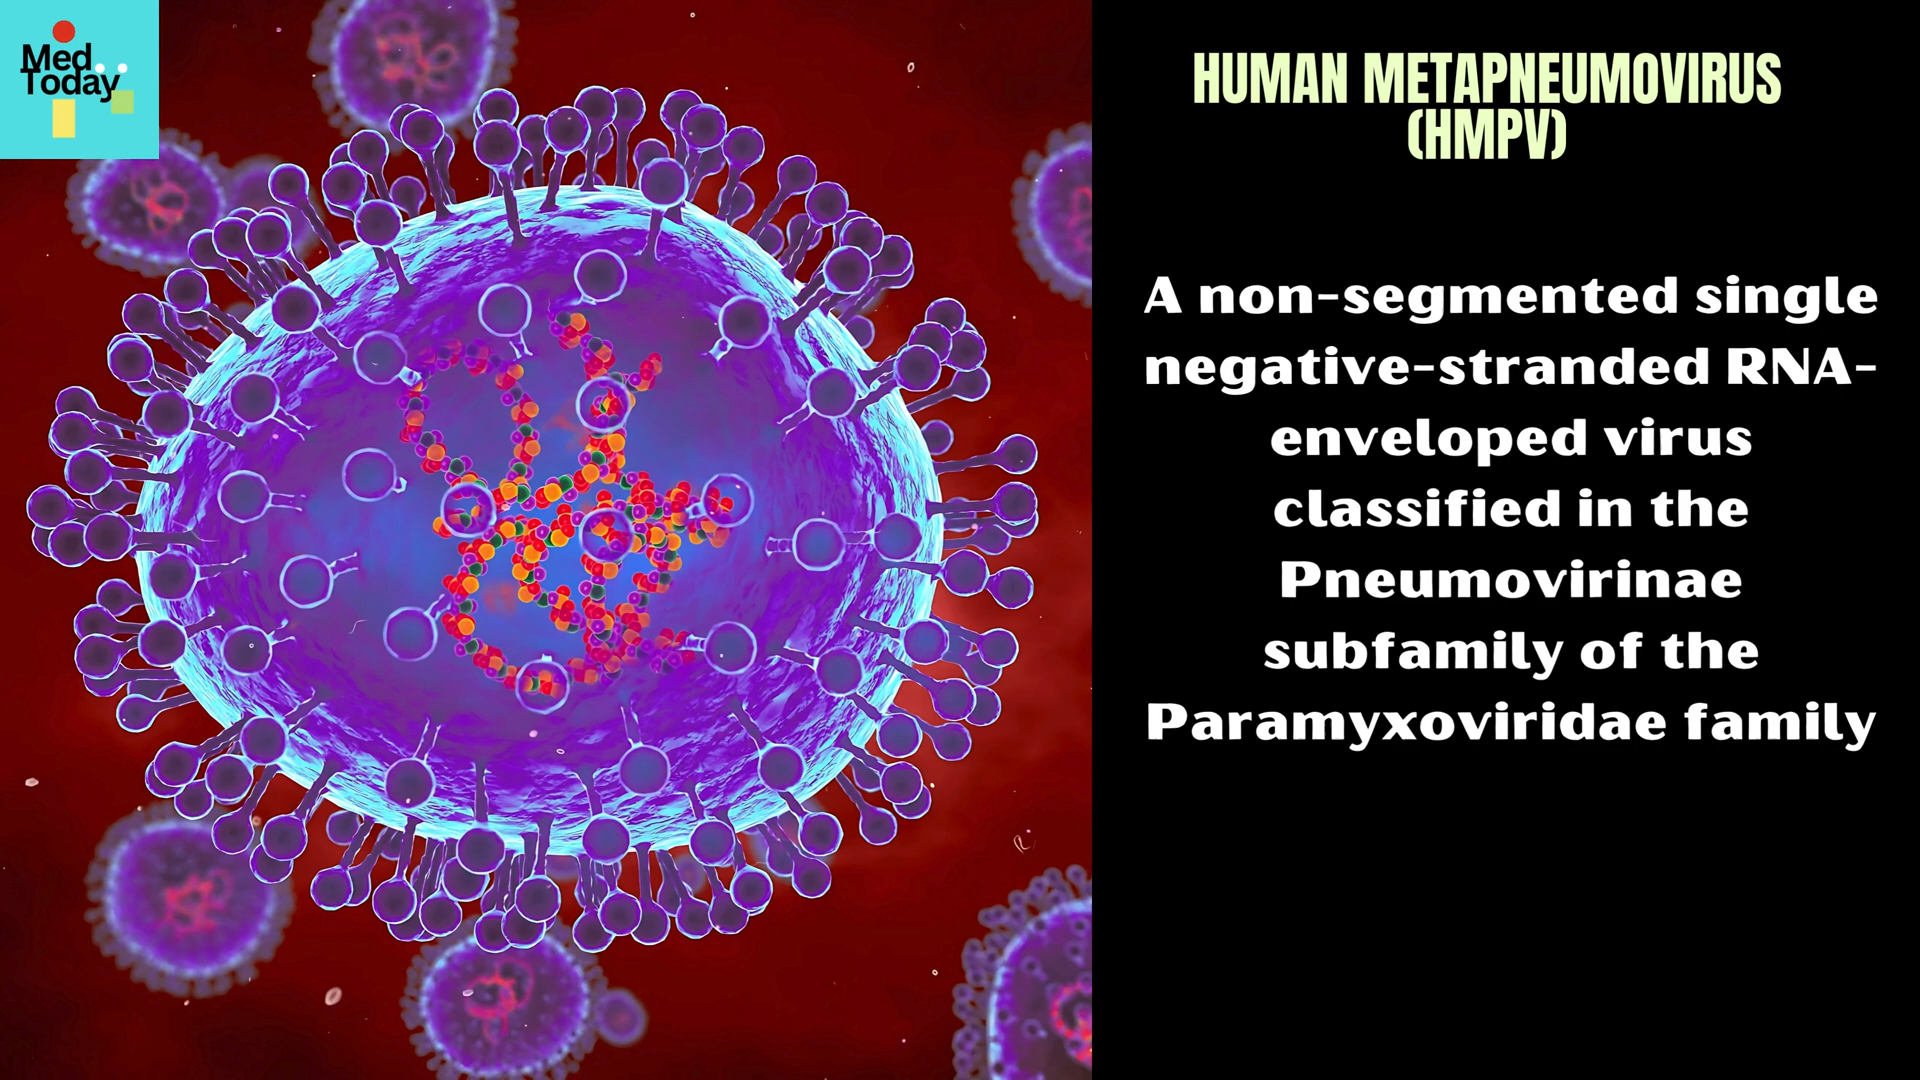 Med
Today
HUMAN METAPNEUMOVIRUS
(HMPV)
A non-segmented single
negative-stranded RNA-
enveloped virus
classified in the
Pneumovirinae
subfamily of the
Paramyxoviridae family